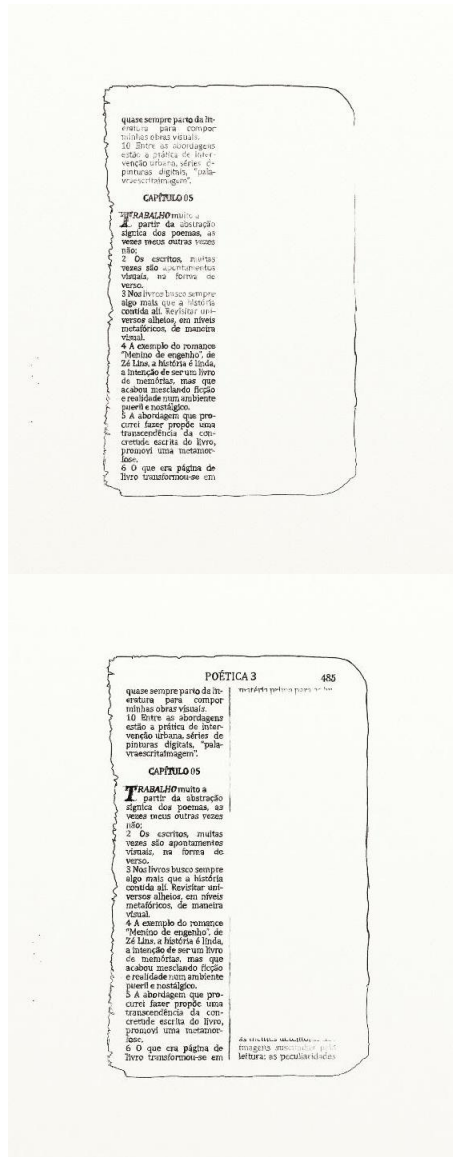 quase sempre parto da lit-
eratura para compor
minhas obras visuais.
10 Entre as abordagens
estão a prática de inter-
venção urbana, séries de
pinturas digitais, "pala-
vraescritaimagem".
CAPÍTULO 05
TRABALHO muito a
partir da abstração
sígnica dos poemas, as
vezes meus outras vezes
não;
2 Os escritos, muitas
vezes são apontamentos
visuais, na forma de
verso.
3 Nos livros busco sempre
algo mais que a história
contida ali. Revisitar uni-
versos alheios, em níveis
metafóricos, de maneira
visual.
4 A exemplo do romance
"Menino de engenho", de
Zé Lins, a história é linda,
a intenção de ser um livro
de memórias, mas que
acabou mesclando ficção
e realidade num ambiente
pueril e nostálgico.
5 A abordagem que pro-
curei fazer propõe uma
transcendência da con-
cretude escrita do livro,
promovi uma metamor-
fose.
6 O que era página de
livro transformou-se em
POÉTICA 3 485
quase sempre parto da lit-
eratura para compor
minhas obras visuais.
10 Entre as abordagens
estão a prática de inter-
venção urbana, séries de
pinturas digitais, "pala-
vraescritaimagem".
CAPÍTULO 05
TRABALHO muito a
partir da abstração
sígnica dos poemas, as
vezes meus outras vezes
não;
2 Os escritos, muitas
vezes são apontamentos
visuais, na forma de
verso.
3 Nos livros busco sempre
algo mais que a história
contida ali. Revisitar uni-
versos alheios, em níveis
metafóricos, de maneira
visual.
4 A exemplo do romance
"Menino de engenho", de
Zé Lins, a história é linda,
a intenção de ser um livro
de memórias, mas que
acabou mesclando ficção
e realidade num ambiente
pueril e nostálgico.
5 A abordagem que pro-
curei fazer propõe uma
transcendência da con-
cretude escrita do livro,
promovi uma metamor-
fose.
6 O que era página de
livro transformou-se em
imagens
leitura: as peculiaridades